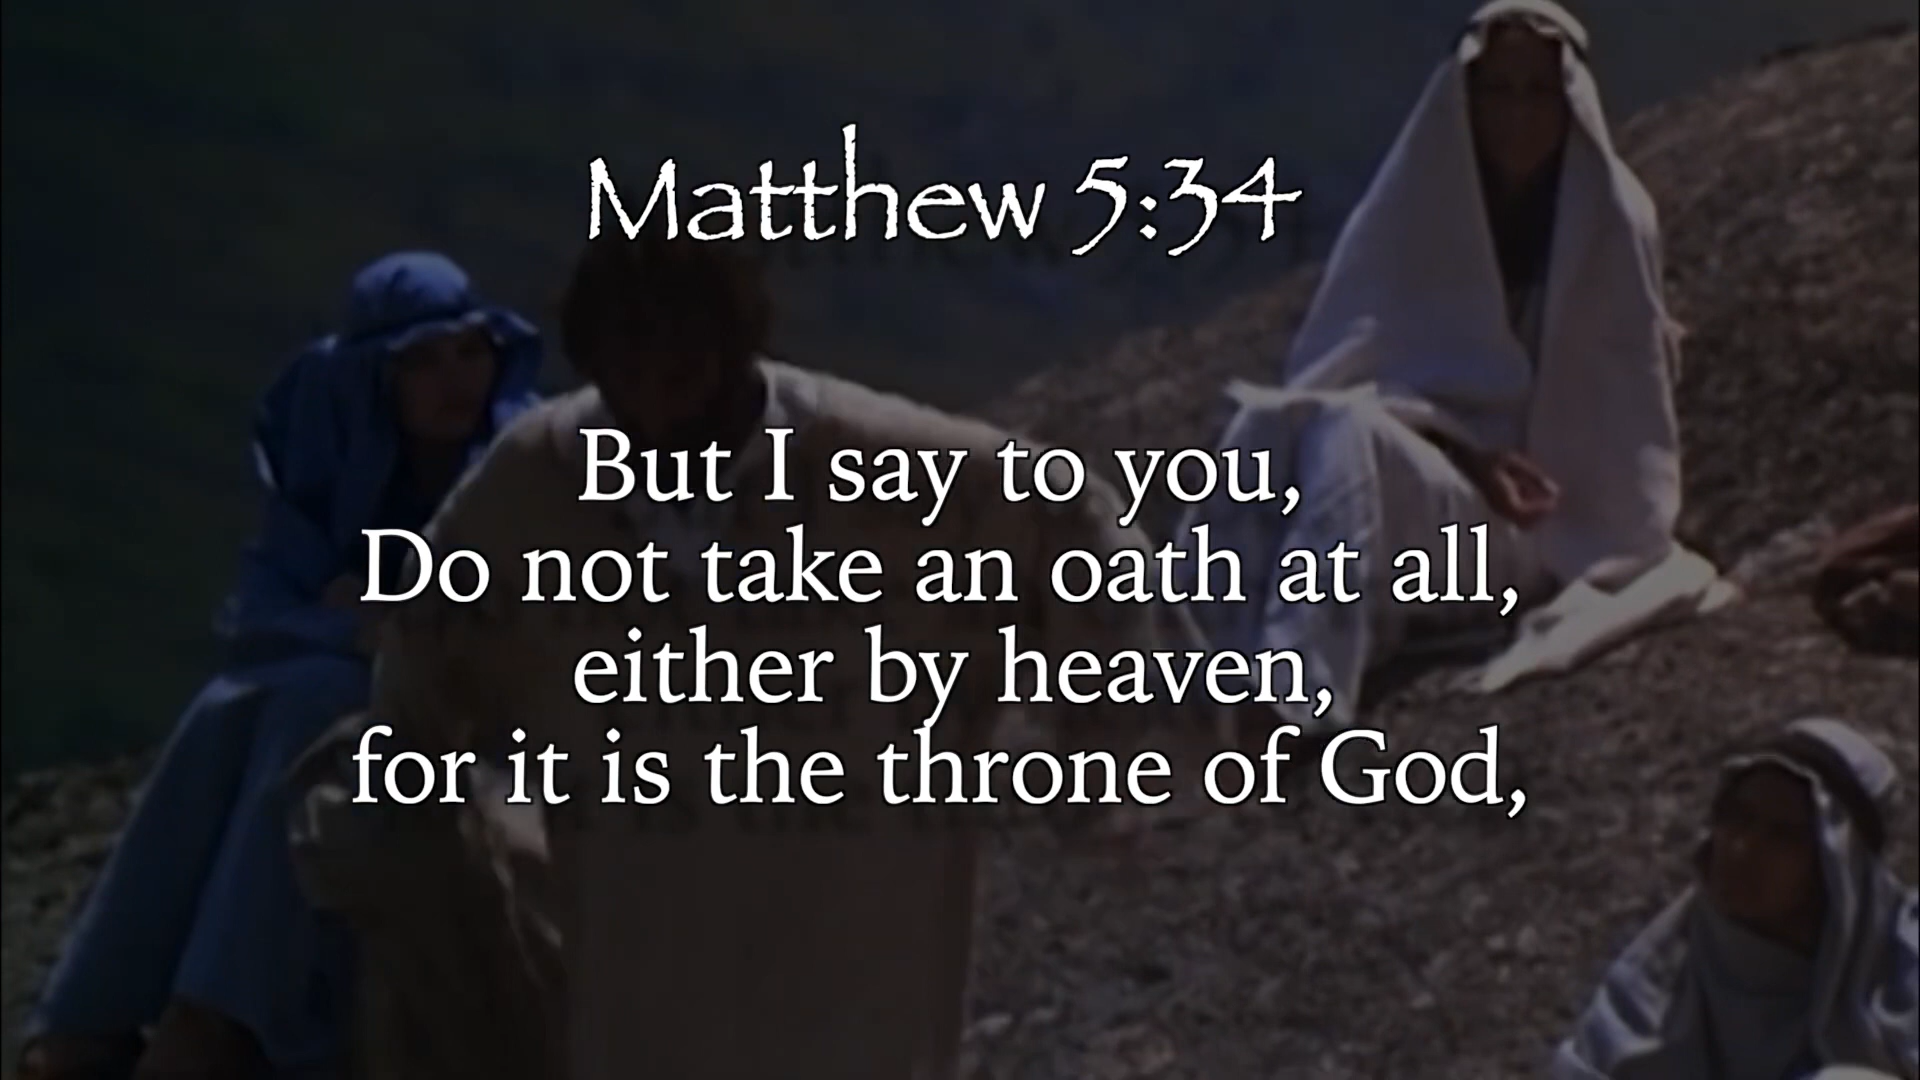 Matthew 5:34
But I say to you,
Do not take an oath at all,
either by heaven,
for it is the throne of God,